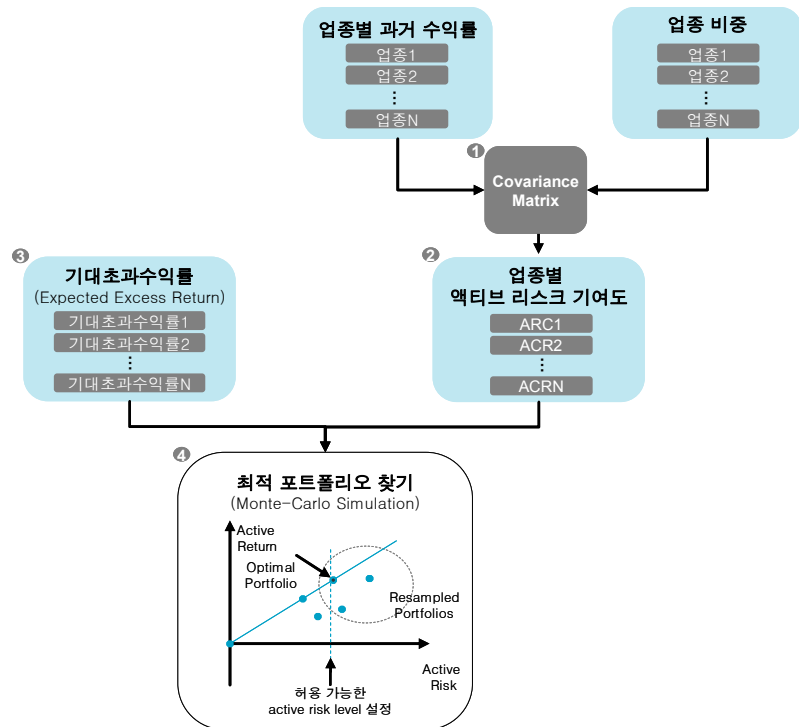 업종별 과거 수익률
업종1
업종2
⋮
업종N
업종 비중
업종1
업종2
⋮
업종N
1
Covariance
Matrix
3
기대초과수익률
(Expected Excess Return)
기대초과수익률1
기대초과수익률2
⋮
기대초과수익률N
2
업종별
액티브 리스크 기여도
ARC1
ACR2
⋮
ACRN
4
최적 포트폴리오 찾기
(Monte-Carlo Simulation)
Active
Return
Optimal
Portfolio
Resampled
Portfolios
Active
Risk
허용 가능한
active risk level 설정